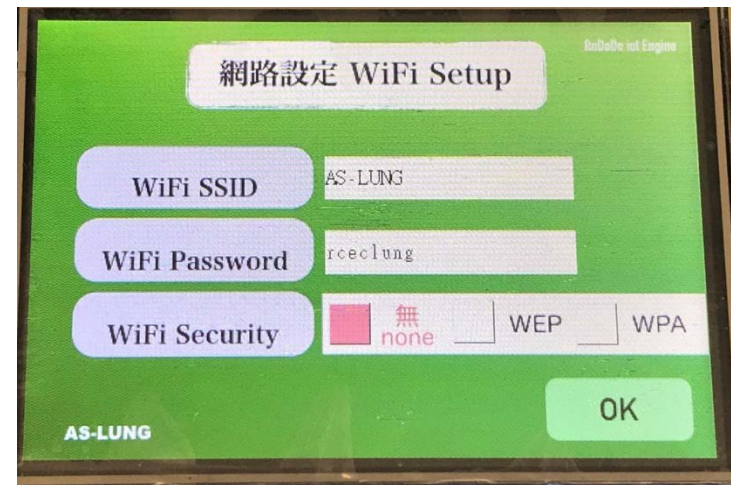 RuDoDo iot Engine
網路設定 WiFi Setup
WiFi SSID
AS-LUNG
WiFi Password
rceclung
WiFi Security
無 none
WEP
WPA
OK
AS-LUNG